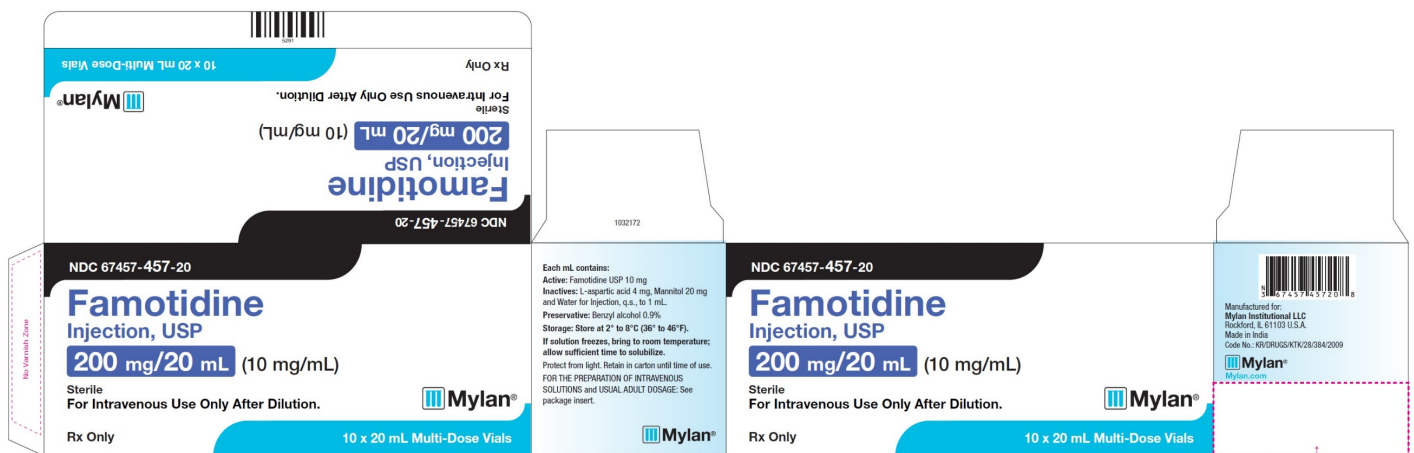 5291
10 x 20 mL Multi-Dose Vials
Rx Only
Mylan®
For Intravenous Use Only After Dilution.
Sterile
200 mg/20 mL (10 mg/mL)
Injection, USP
Famotidine
NDC 67457-457-20
No Varnish Zone
NDC 67457-457-20
Famotidine
Injection, USP
200 mg/20 mL (10 mg/mL)
Sterile
For Intravenous Use Only After Dilution.
Mylan®
Rx Only
10 x 20 mL Multi-Dose Vials
1032172
Each mL contains:
Active: Famotidine USP 10 mg
Inactives: L-aspartic acid 4 mg, Mannitol 20 mg
and Water for Injection, q.s., to 1 mL.
Preservative: Benzyl alcohol 0.9%
Storage: Store at 2° to 8°C (36° to 46°F).
If solution freezes, bring to room temperature;
allow sufficient time to solubilize.
Protect from light. Retain in carton until time of use.
FOR THE PREPARATION OF INTRAVENOUS
SOLUTIONS and USUAL ADULT DOSAGE: See
package insert.
Mylan®
NDC 67457-457-20
Famotidine
Injection, USP
200 mg/20 mL (10 mg/mL)
Sterile
For Intravenous Use Only After Dilution.
Mylan®
Rx Only
10 x 20 mL Multi-Dose Vials
N
3 67457 45720 8
Manufactured for:
Mylan Institutional LLC
Rockford, IL 61103 U.S.A.
Made in India
Code No.: KR/DRUGS/KTK/28/384/2009
Mylan®
Mylan.com